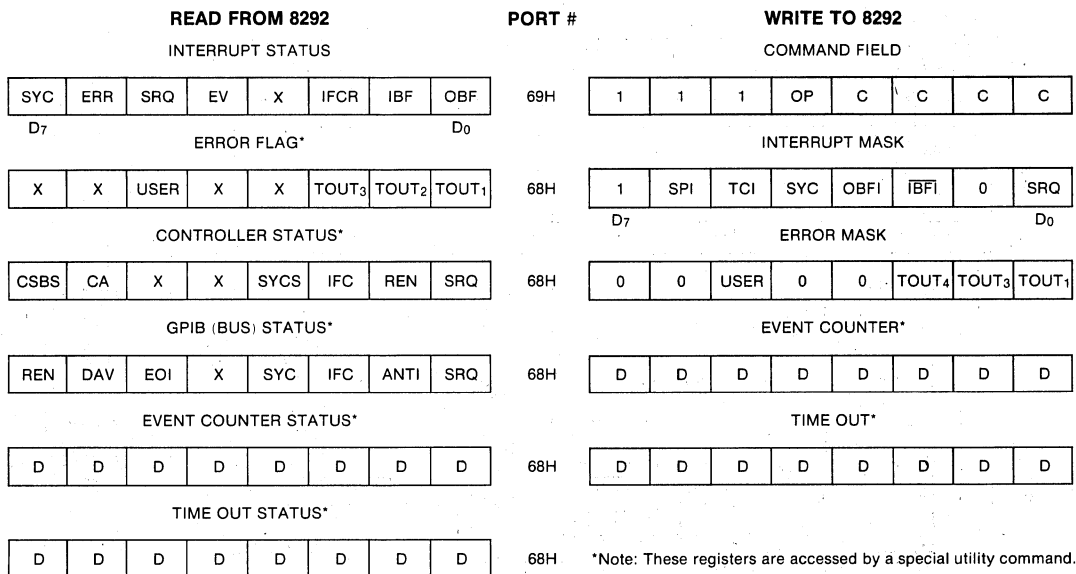 READ FROM 8292 PORT # WRITE TO 8292
INTERRUPT STATUS COMMAND FIELD
SYC ERR SRQ EV X IFCR IBF OBF 69H 1 1 1 OP C C C C
D7 D0
ERROR FLAG* INTERRUPT MASK
X X USER X X TOUT3 TOUT2 TOUT1 68H 1 SPI TCI SYC OBFI IBFI 0 SRQ
D7 D0
CONTROLLER STATUS* ERROR MASK
CSBS CA X X SYCS IFC REN SRQ 68H 0 0 USER 0 0 TOUT4 TOUT3 TOUT1
GPIB (BUS) STATUS* EVENT COUNTER*
REN DAV EOI X SYC IFC ANTI SRQ 68H D D D D D D D D
EVENT COUNTER STATUS* TIME OUT*
D D D D D D D D 68H D D D D D D D D
TIME OUT STATUS*
D D D D D D D D 68H *Note: These registers are accessed by a special utility command.